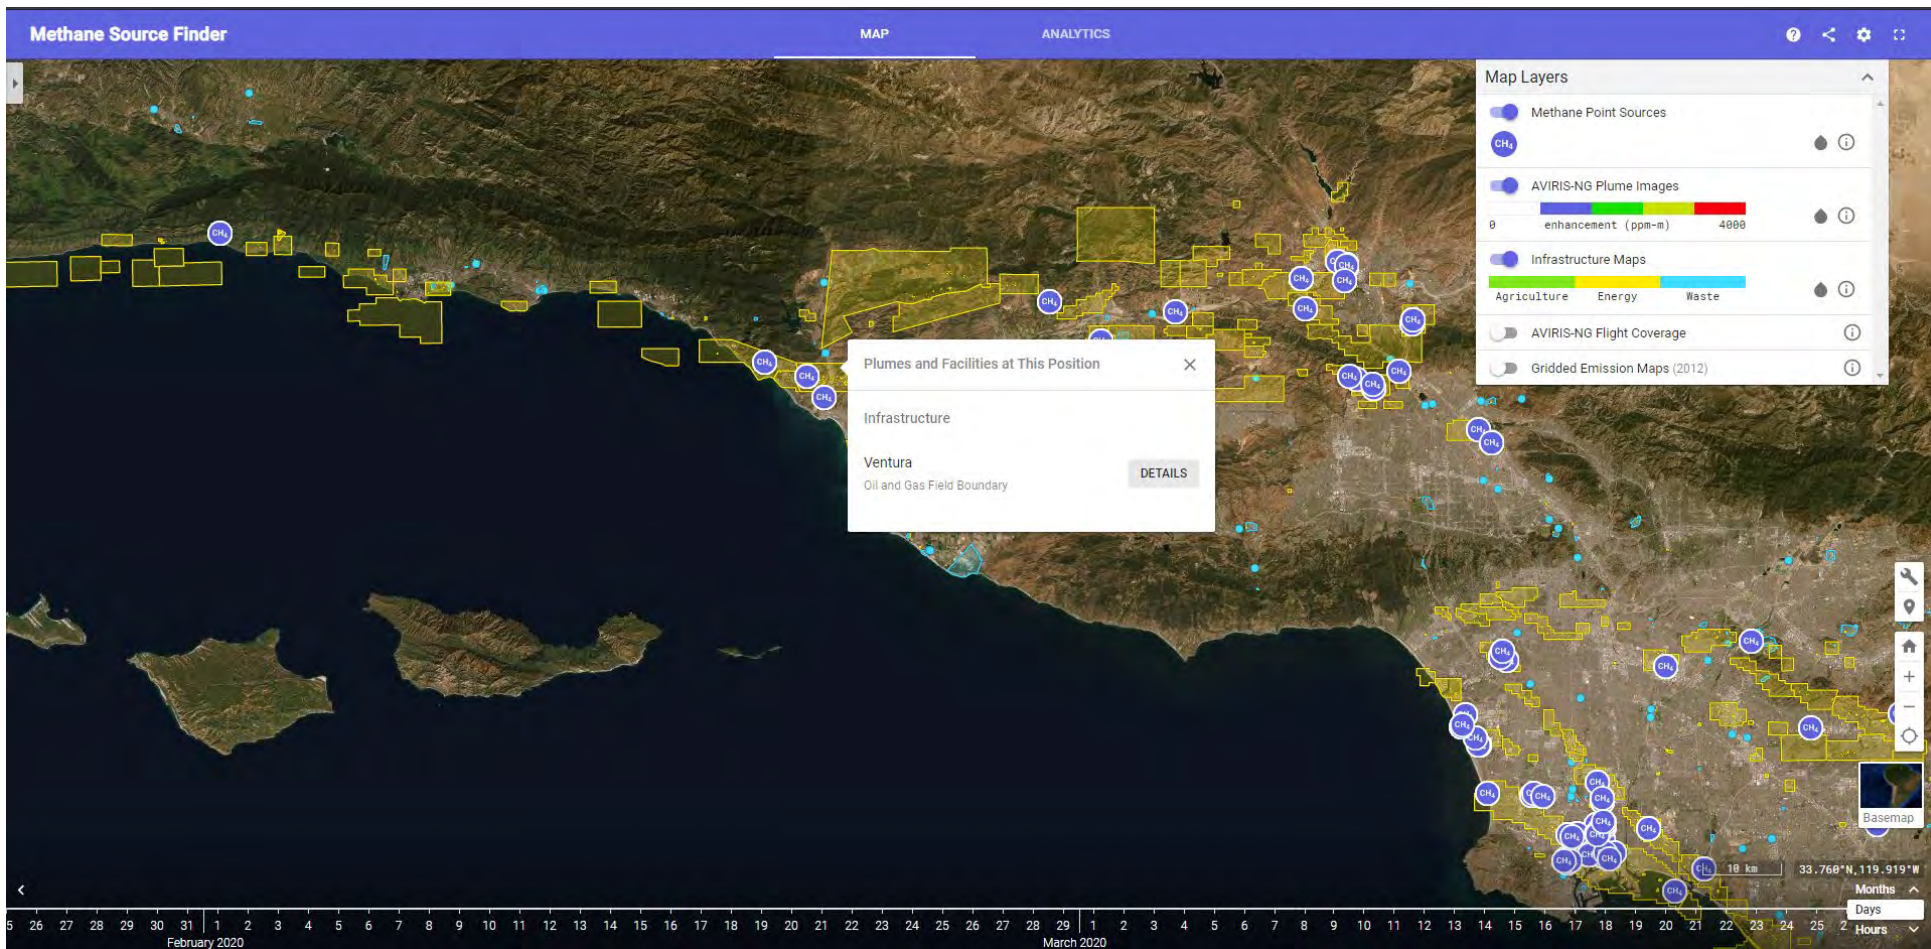 Methane Source Finder
MAP
ANALYTICS
Map Layers
Methane Point Sources
CH₄
AVIRIS-NG Plume Images
0 enhancement (ppm-m) 4000
Infrastructure Maps
Agriculture Energy Waste
AVIRIS-NG Flight Coverage
Gridded Emission Maps (2012)
Plumes and Facilities at This Position
Infrastructure
Ventura
DETAILS
Oil and Gas Field Boundary
CH₄
CH₄
CH₄
CH₄
CH₄
CH₄
Basemap
10 km
33.760°N,119.919°W
Months
Days
Hours
26 27 28 29 30 31 1 2 3 4 5 6 7 8 9 10 11 12 13 14 15 16 17 18 19 20 21 22 23 24 25 26 27 28 29 1 2 3 4 5 6 7 8 9 10 11 12 13 14 15 16 17 18 19 20 21 22 23 24 25
February 2020
March 2020